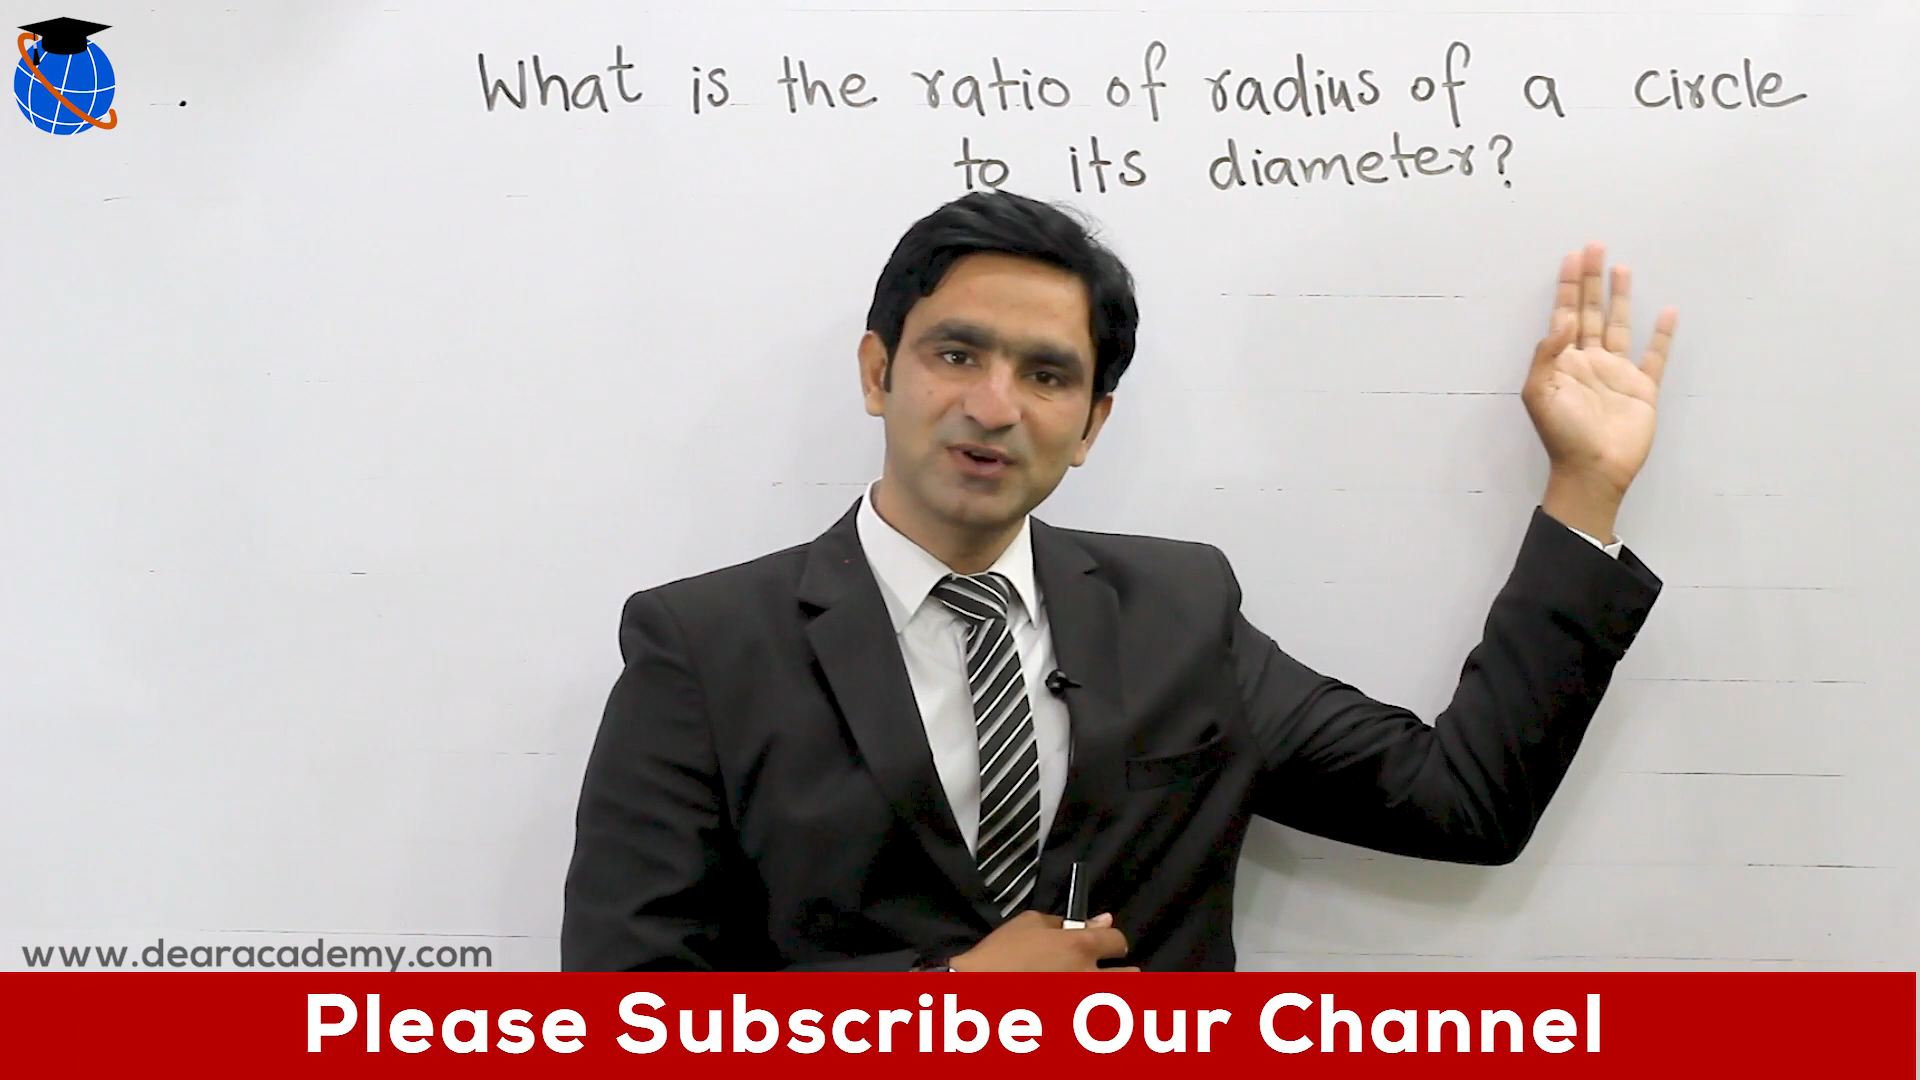 What is the ratio of radius of a circle
to its diameter?
www.dearacademy.com
Please Subscribe Our Channel